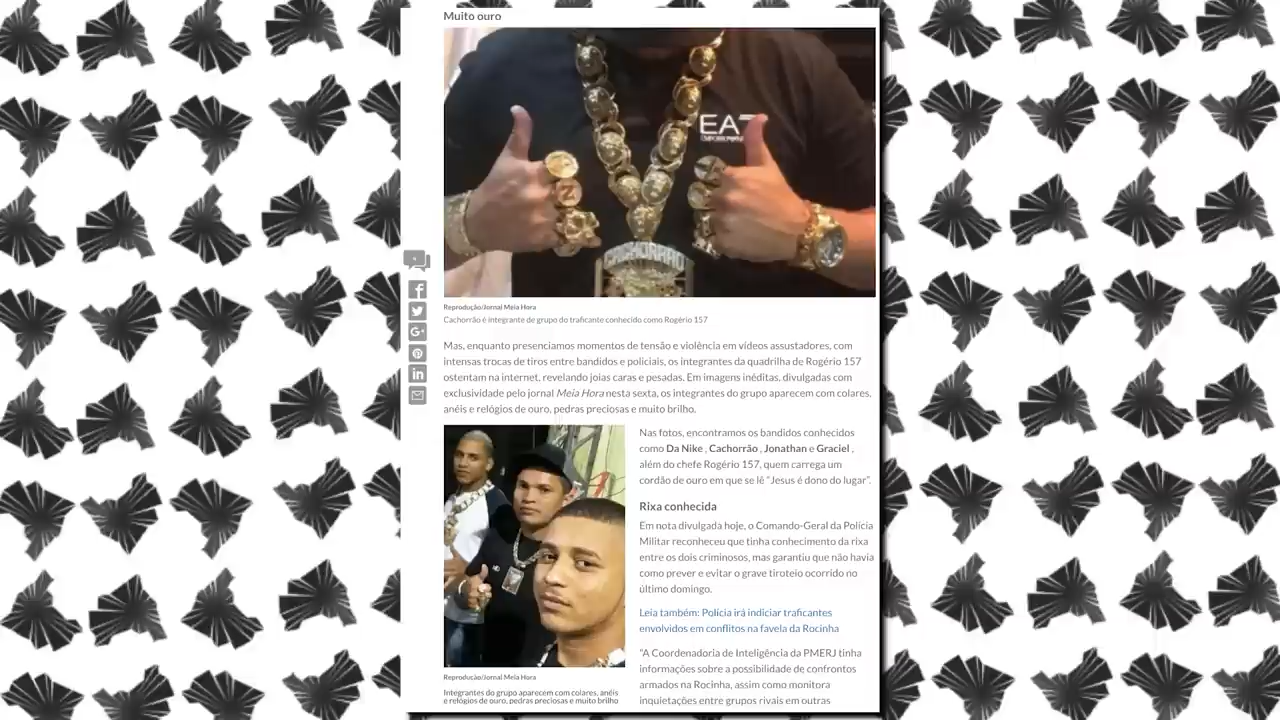 Muito ouro
EA7
EMPORIO ARMANI
Z
CACHORRÃO
Reprodução/Jornal Meia Hora
Cachorrão é integrante de grupo do traficante conhecido como Rogério 157
Mas, enquanto presenciamos momentos de tensão e violência em vídeos assustadores, com
intensas trocas de tiros entre bandidos e policiais, os integrantes da quadrilha de Rogério 157
ostentam na internet, revelando joias caras e pesadas. Em imagens inéditas, divulgadas com
exclusividade pelo jornal Meia Hora nesta sexta, os integrantes do grupo aparecem com colares,
anéis e relógios de ouro, pedras preciosas e muito brilho.
Nas fotos, encontramos os bandidos conhecidos
como Da Nike , Cachorrão , Jonathan e Graciel ,
além do chefe Rogério 157, quem carrega um
cordão de ouro em que se lê “Jesus é dono do lugar”.
Rixa conhecida
Em nota divulgada hoje, o Comando-Geral da Polícia
Militar reconheceu que tinha conhecimento da rixa
entre os dois criminosos, mas garantiu que não havia
como prever e evitar o grave tiroteio ocorrido no
último domingo.
Leia também: Polícia irá indiciar traficantes
envolvidos em conflitos na favela da Rocinha
“A Coordenadoria de Inteligência da PMERJ tinha
informações sobre a possibilidade de confrontos
armados na Rocinha, assim como monitora
inquietações entre grupos rivais em outras
Reprodução/Jornal Meia Hora
Integrantes do grupo aparecem com colares, anéis
e relógios de ouro, pedras preciosas e muito brilho